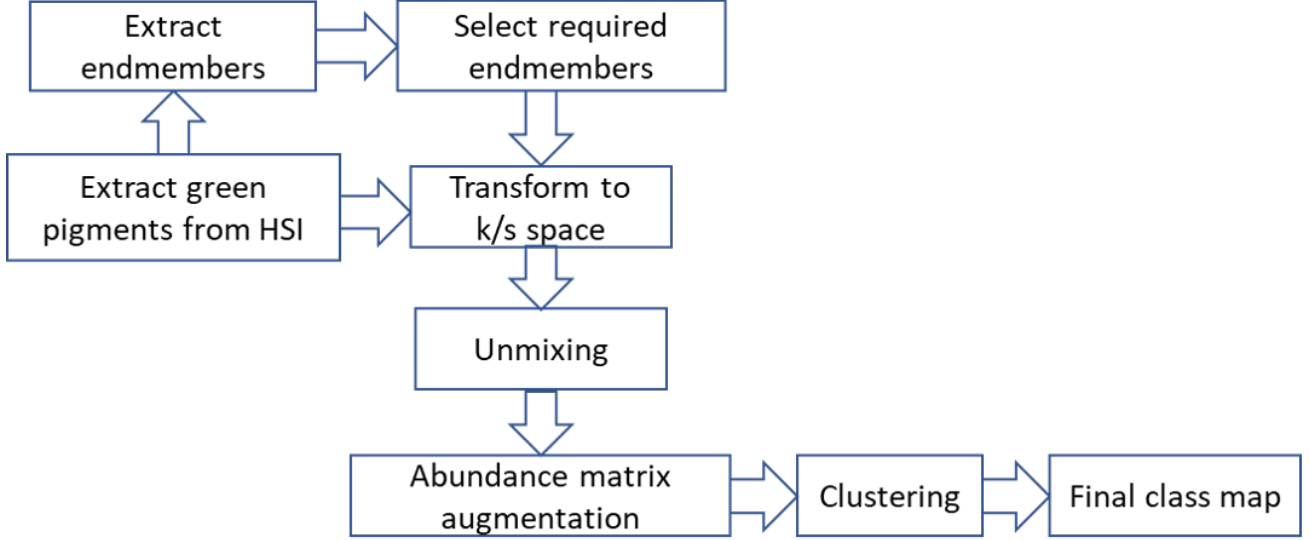 Extract
endmembers
Select required
endmembers
Extract green
pigments from HSI
Transform to
k/s space
Unmixing
Abundance matrix
augmentation
Clustering
Final class map